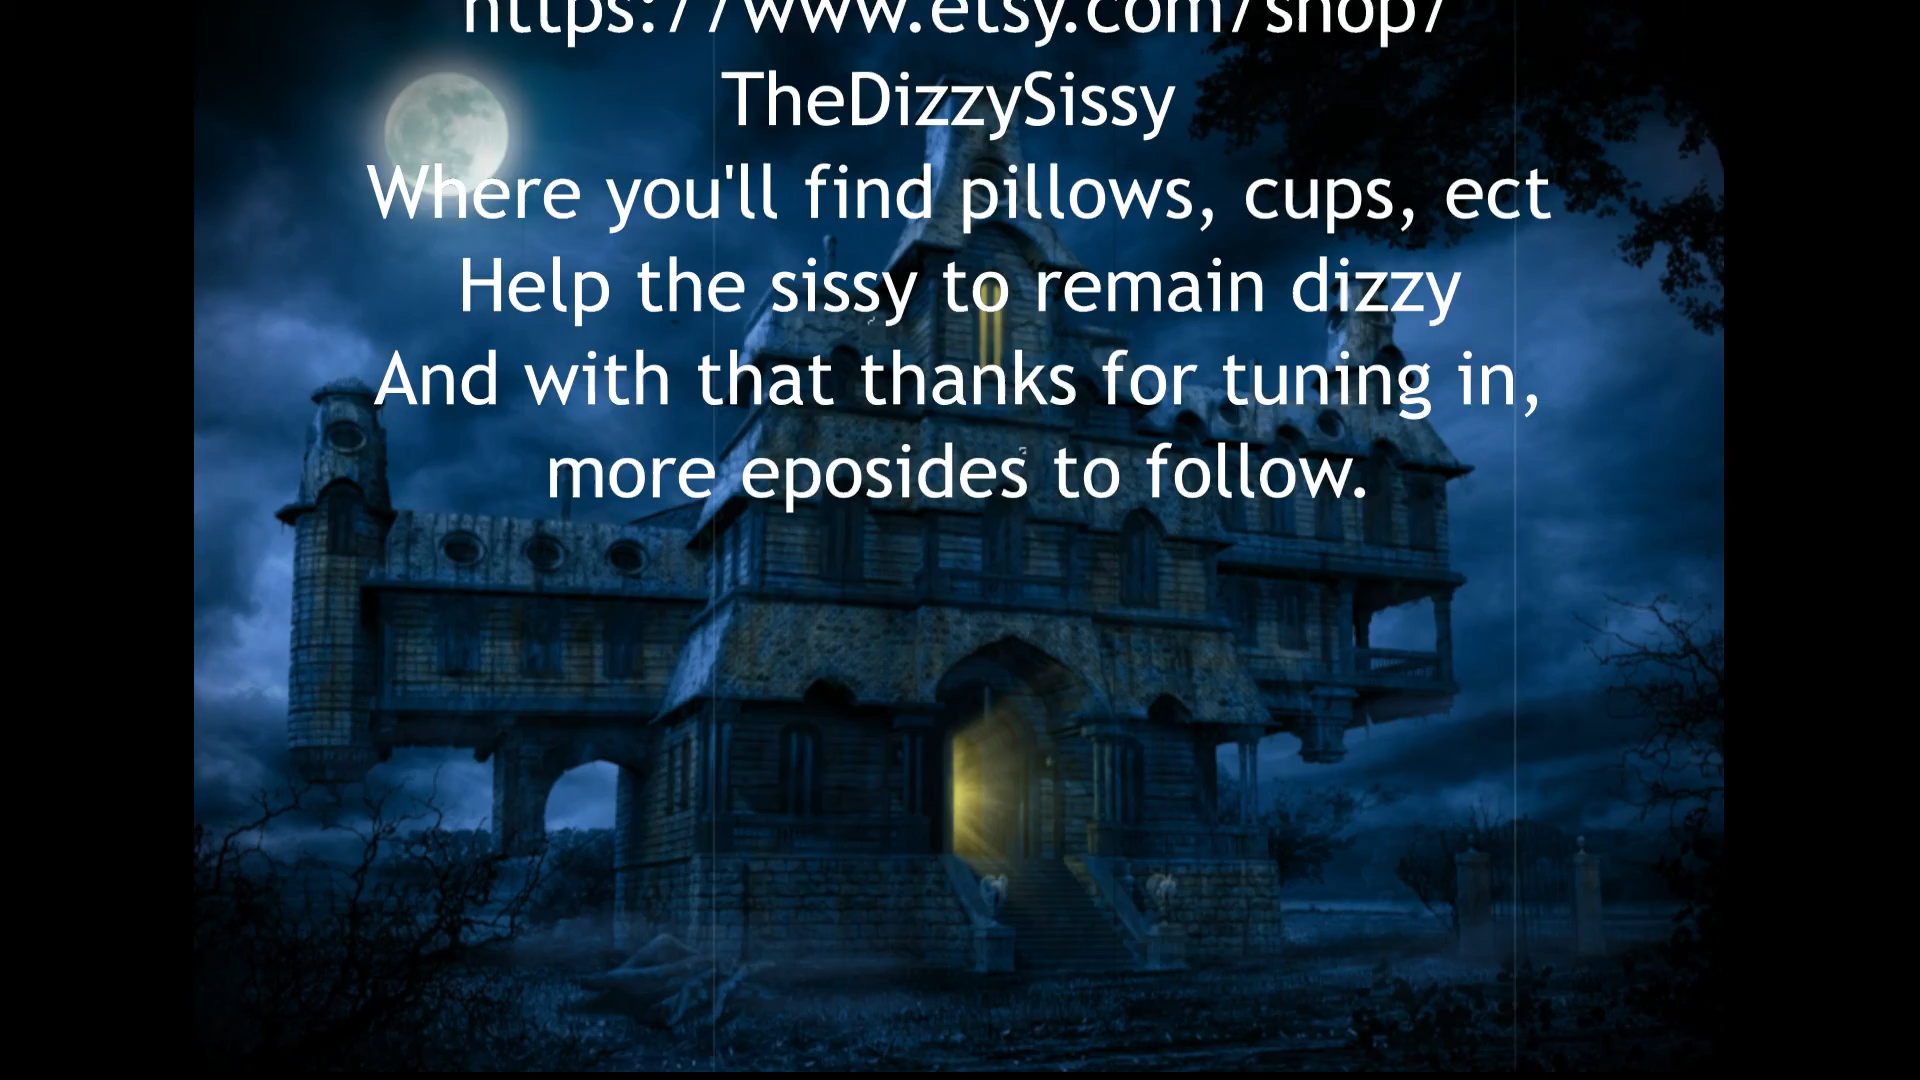 https://www.etsy.com/shop/
TheDizzySissy
Where you'll find pillows, cups, ect
Help the sissy to remain dizzy
And with that thanks for tuning in,
more eposides to follow.